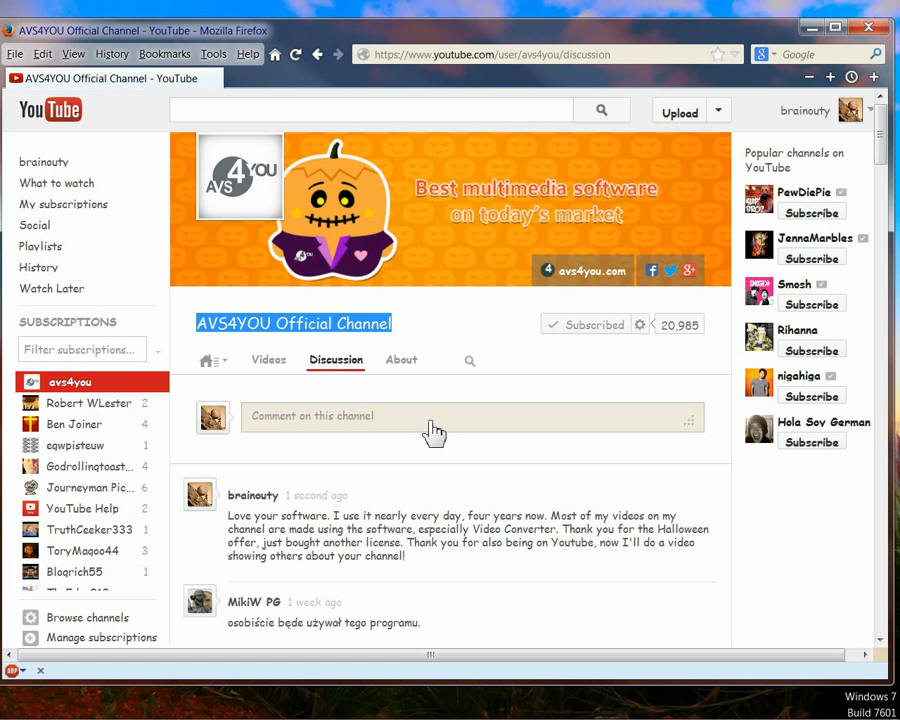 AVS4YOU Official Channel - YouTube - Mozilla Firefox
File Edit View History Bookmarks Tools Help
https://www.youtube.com/user/avs4you/discussion
Google
AVS4YOU Official Channel - YouTube
YouTube
Upload
brainouty
brainouty
What to watch
My subscriptions
Social
Playlists
History
Watch Later
SUBSCRIPTIONS
Filter subscriptions...
avs4you
Robert WLester 2
Ben Joiner 4
eqwpisteuw 1
Godrollingtoast... 4
Journeyman Pic... 6
YouTube Help 2
TruthCeeker333 1
ToryMagoo44 3
Blogrich55 1
Browse channels
Manage subscriptions
AVS4YOU
Best multimedia software
on today's market
avs4you.com
AVS4YOU Official Channel
Subscribed 20,985
Videos Discussion About
Comment on this channel
brainouty 1 second ago
Love your software. I use it nearly every day, four years now. Most of my videos on my
channel are made using the software, especially Video Converter. Thank you for the Halloween
offer, just bought another license. Thank you for also being on Youtube, now I'll do a video
showing others about your channel!
MikiW PG 1 week ago
osobiście będe używał tego programu.
Popular channels on
YouTube
PewDiePie
Subscribe
JennaMarbles
Subscribe
Smosh
Subscribe
Rihanna
Subscribe
nigahiga
Subscribe
Hola Soy German
Subscribe
ABP
Windows 7
Build 7601